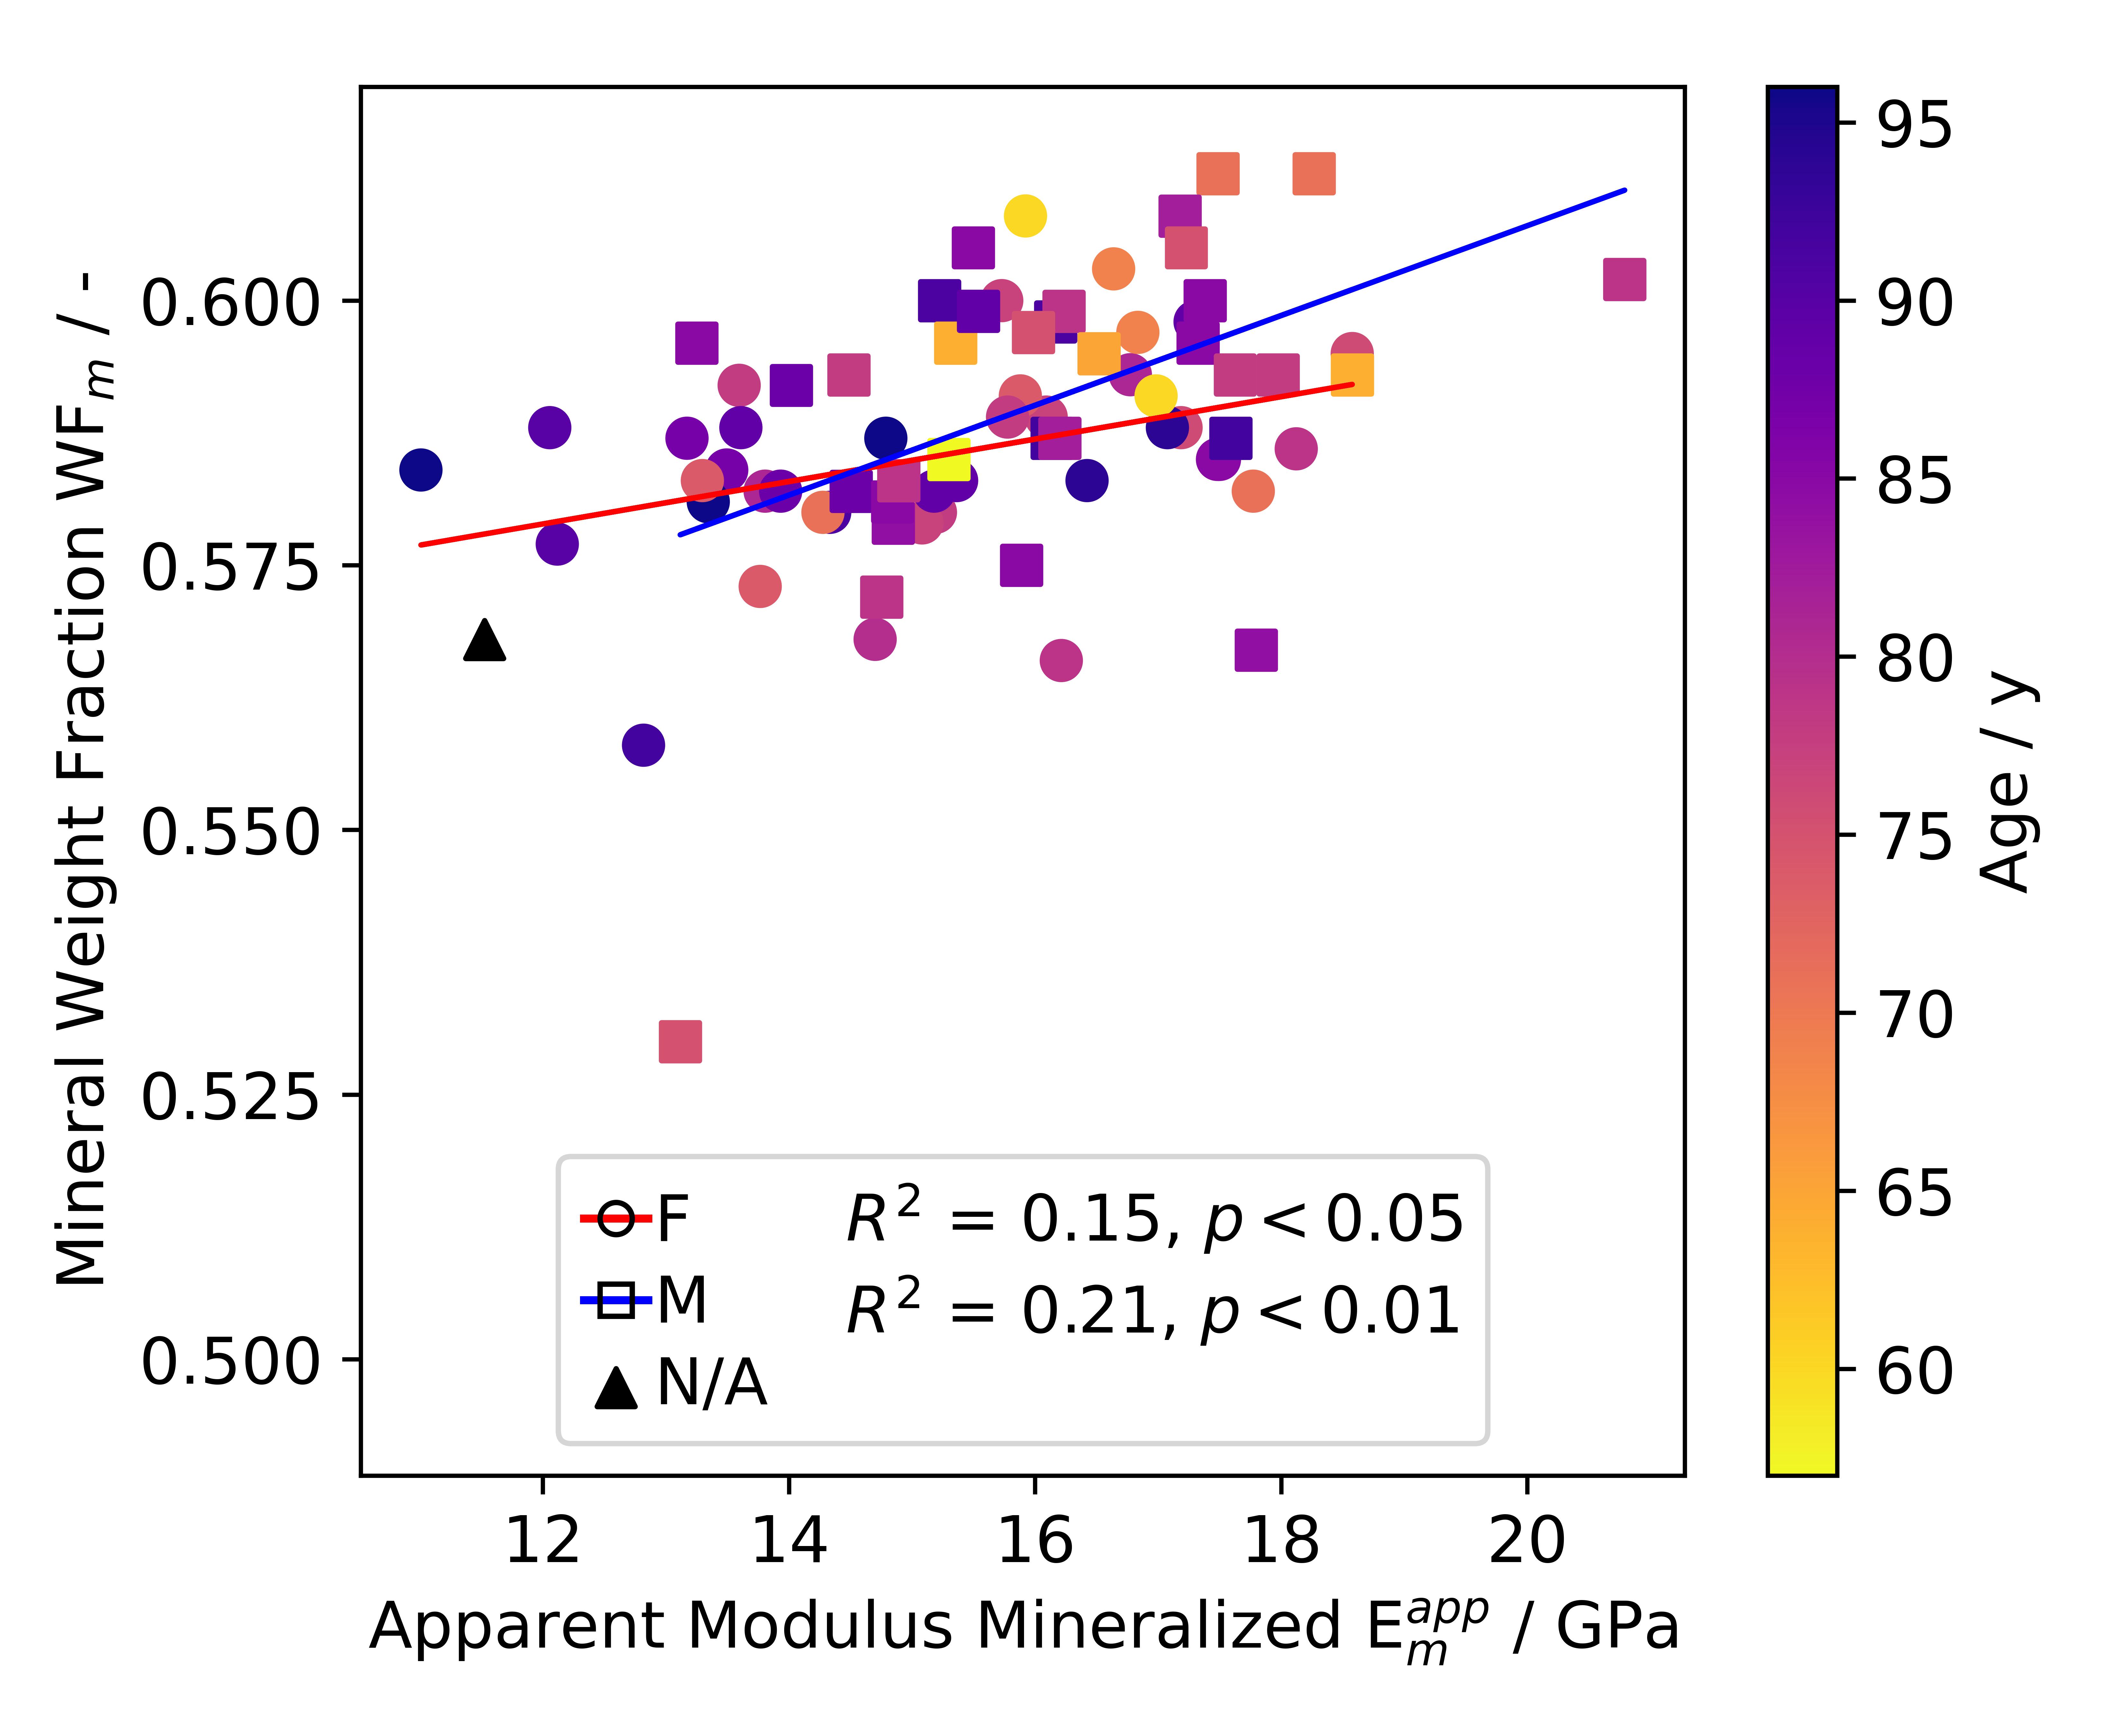 Mineral Weight Fraction WFₘ / -
0.600
0.575
0.550
0.525
0.500
F R² = 0.15, p < 0.05
M R² = 0.21, p < 0.01
N/A
12 14 16 18 20
Apparent Modulus Mineralized Eₘᵃᵖᵖ / GPa
95
90
85
80
75
70
65
60
Age / y